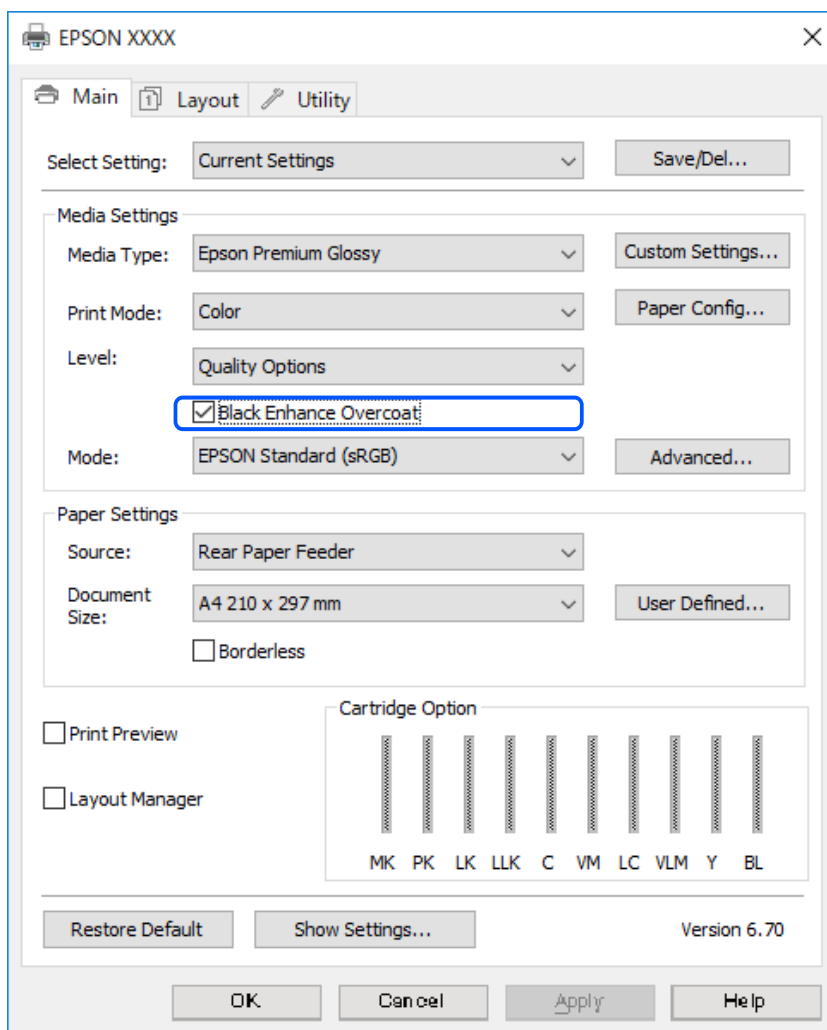 EPSON XXXX
Main
1
Layout
Utility
Select Setting: Current Settings Save/Del...
Media Settings
Media Type: Epson Premium Glossy Custom Settings...
Print Mode: Color Paper Config...
Level: Quality Options
Black Enhance Overcoat
Mode: EPSON Standard (sRGB) Advanced...
Paper Settings
Source: Rear Paper Feeder
Document
Size: A4 210 x 297 mm User Defined...
Borderless
Print Preview
Layout Manager
Cartridge Option
MK PK LK LLK C VM LC VLM Y BL
Restore Default Show Settings... Version 6.70
OK Cancel Apply Help